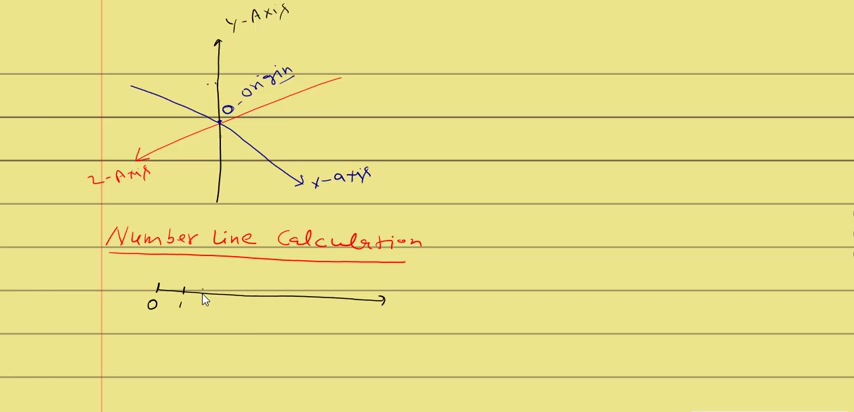 Y-Axis
O-origin
Z-Axis
X-axis
Number Line Calculation
0 1